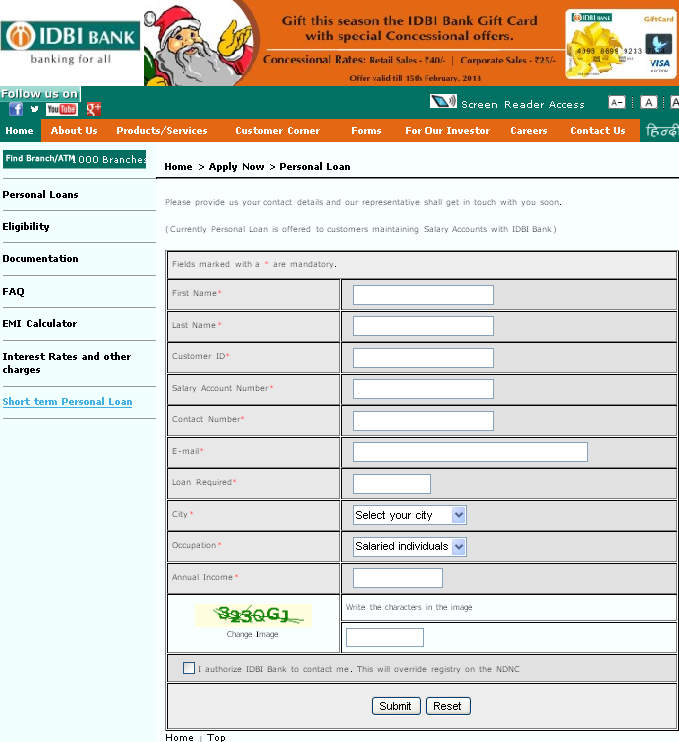 IDBI BANK
banking for all
Gift this season the IDBI Bank Gift Card
with special Concessional offers.
Concessional Rates: Retail Sales - ₹40/- | Corporate Sales - ₹25/-
Offer valid till 15th February, 2013
IDBI BANK
GiftCard
VISA
Follow us on
You Tube
Screen Reader Access
A- A A
Home About Us Products/Services Customer Corner Forms For Our Investor Careers Contact Us हिन्दी
Find Branch/ATM 000 Branches
Home > Apply Now > Personal Loan
Personal Loans
Eligibility
Documentation
FAQ
EMI Calculator
Interest Rates and other
charges
Short term Personal Loan
Please provide us your contact details and our representative shall get in touch with you soon.
(Currently Personal Loan is offered to customers maintaining Salary Accounts with IDBI Bank)
Fields marked with a * are mandatory.
First Name*
Last Name*
Customer ID*
Salary Account Number*
Contact Number*
E-mail*
Loan Required*
City* Select your city
Occupation* Salaried individuals
Annual Income*
323QGJ
Write the characters in the image
Change Image
I authorize IDBI Bank to contact me. This will override registry on the NDNC
Submit Reset
Home | Top